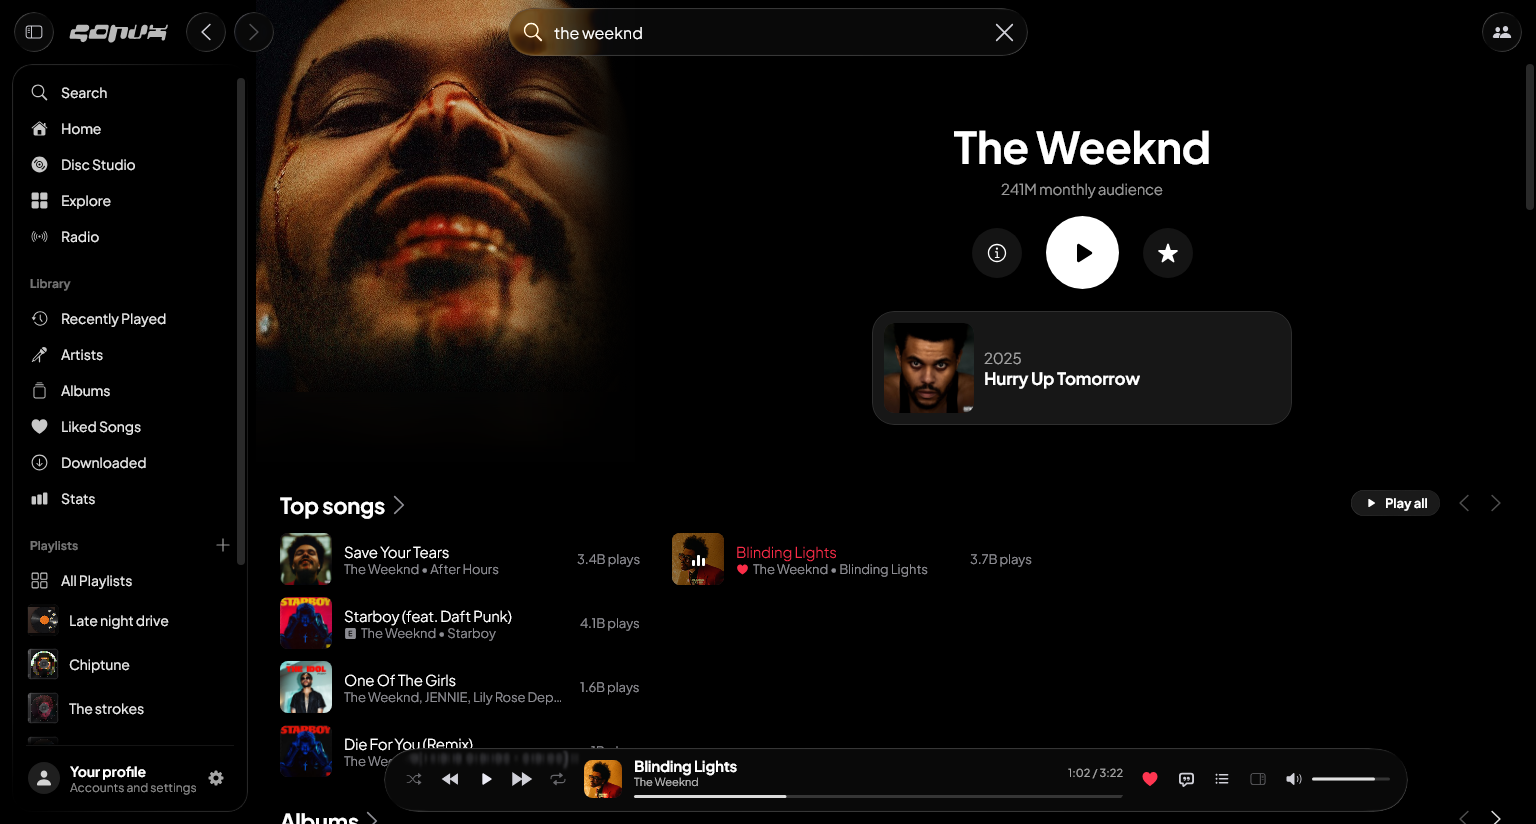 the weeknd
Search
Home
Disc Studio
Explore
Radio
Library
Recently Played
Artists
Albums
Liked Songs
Downloaded
Stats
Playlists
All Playlists
Late night drive
Chiptune
The strokes
Your profile
Accounts and settings
The Weeknd
241M monthly audience
2025
Hurry Up Tomorrow
Top songs
Play all
Save Your Tears
The Weeknd • After Hours
3.4B plays
Blinding Lights
The Weeknd • Blinding Lights
3.7B plays
STARBOY
Starboy (feat. Daft Punk)
E The Weeknd • Starboy
4.1B plays
One Of The Girls
The Weeknd, JENNIE, Lily Rose Dep...
1.6B plays
STARBOY
Die For You (Remix)
Blinding Lights
The Weeknd
1:02 / 3:22
Albums